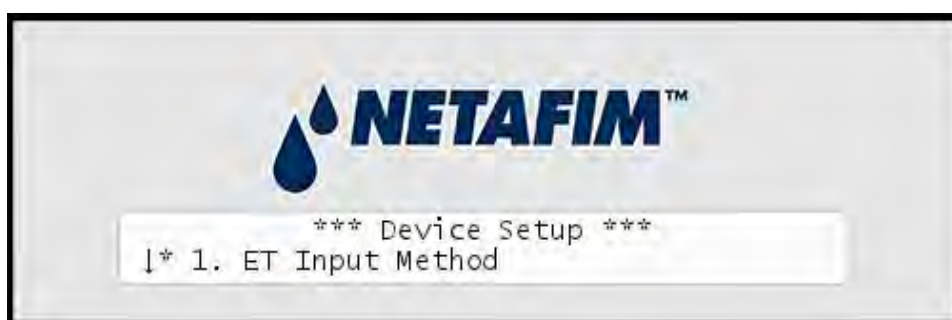 NETAFIM™
*** Device Setup ***
↓* 1. ET Input Method